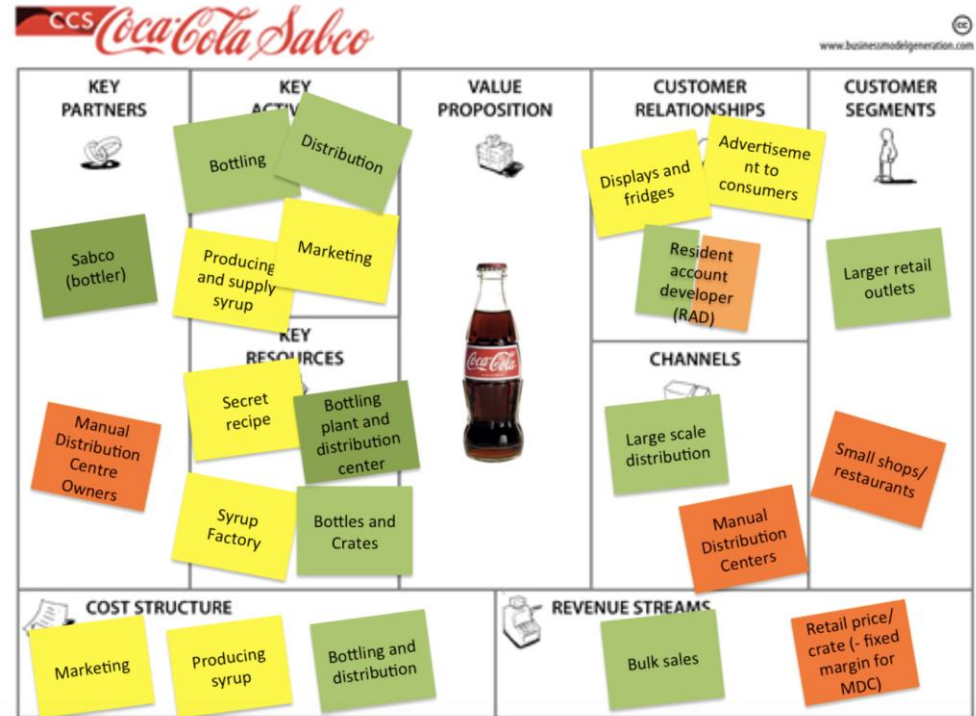 CCS Coca-Cola Sabco
cc
www.businessmodelgeneration.com
KEY
PARTNERS
Sabco
(bottler)
Manual
Distribution
Centre
Owners
KEY
Bottling
Distribution
Producing
and supply
syrup
Marketing
KEY
RESOURCES
Secret
recipe
Bottling
plant and
distribution
center
Syrup
Factory
Bottles and
Crates
VALUE
PROPOSITION
Coca-Cola
CUSTOMER
RELATIONSHIPS
Displays and
fridges
Advertiseme
nt to
consumers
Resident
account
developer
(RAD)
CHANNELS
Large scale
distribution
Manual
Distribution
Centers
CUSTOMER
SEGMENTS
Larger retail
outlets
Small shops/
restaurants
COST STRUCTURE
Marketing
Producing
syrup
Bottling and
distribution
REVENUE STREAMS
Bulk sales
Retail price/
crate (- fixed
margin for
MDC)